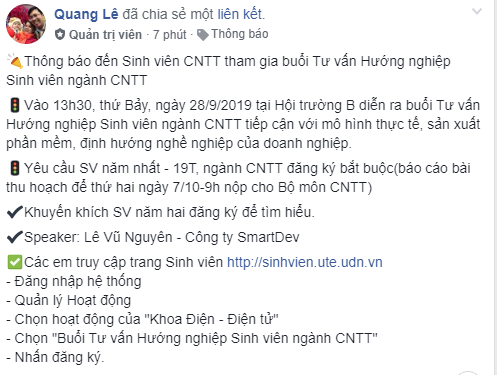 Quang Lê đã chia sẻ một liên kết.
Quản trị viên · 7 phút · Thông báo
Thông báo đến Sinh viên CNTT tham gia buổi Tư vấn Hướng nghiệp
Sinh viên ngành CNTT
Vào 13h30, thứ Bảy, ngày 28/9/2019 tại Hội trường B diễn ra buổi Tư vấn
Hướng nghiệp Sinh viên ngành CNTT tiếp cận với mô hình thực tế, sản xuất
phần mềm, định hướng nghề nghiệp của doanh nghiệp.
Yêu cầu SV năm nhất - 19T, ngành CNTT đăng ký bắt buộc(báo cáo bài
thu hoạch để thứ hai ngày 7/10-9h nộp cho Bộ môn CNTT)
✔Khuyến khích SV năm hai đăng ký để tìm hiểu.
✔Speaker: Lê Vũ Nguyên - Công ty SmartDev
✅Các em truy cập trang Sinh viên http://sinhvien.ute.udn.vn
- Đăng nhập hệ thống
- Quản lý Hoạt động
- Chọn hoạt động của "Khoa Điện - Điện tử"
- Chọn "Buổi Tư vấn Hướng nghiệp Sinh viên ngành CNTT"
- Nhấn đăng ký.